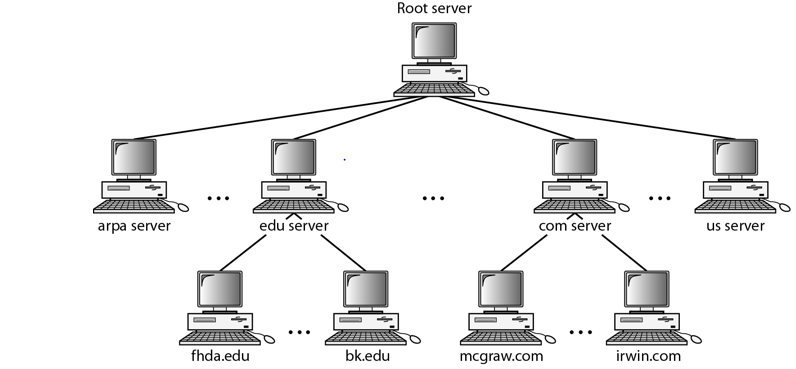 Root server
arpa server
edu server
com server
us server
fhda.edu
bk.edu
mcgraw.com
irwin.com